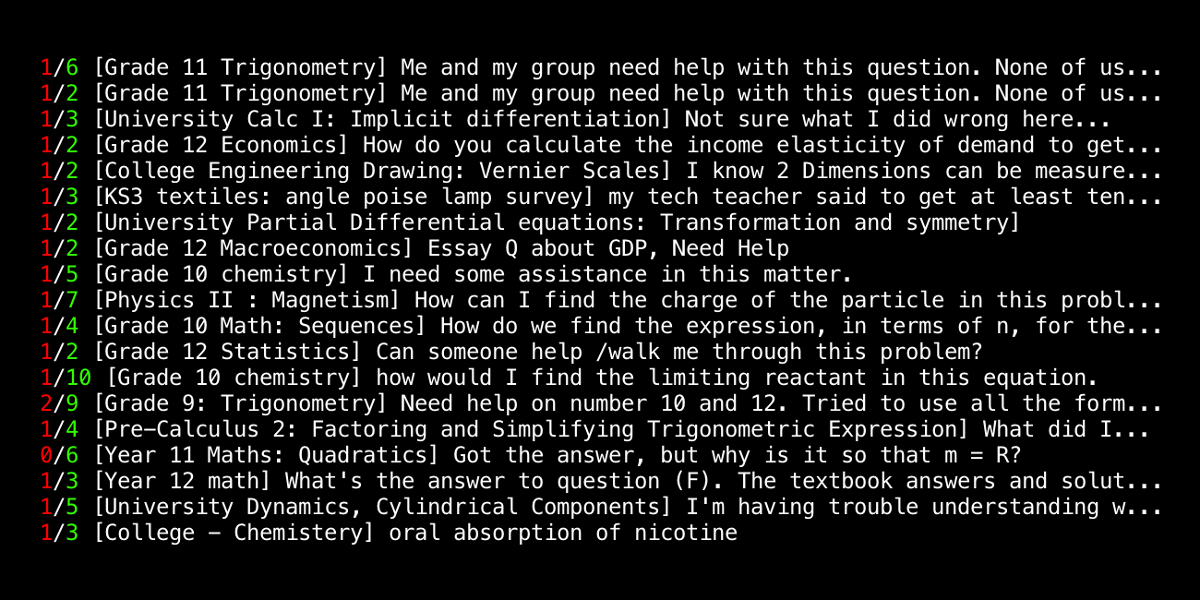 1/6 [Grade 11 Trigonometry] Me and my group need help with this question. None of us...
1/2 [Grade 11 Trigonometry] Me and my group need help with this question. None of us...
1/3 [University Calc I: Implicit differentiation] Not sure what I did wrong here...
1/2 [Grade 12 Economics] How do you calculate the income elasticity of demand to get...
1/2 [College Engineering Drawing: Vernier Scales] I know 2 Dimensions can be measure...
1/3 [KS3 textiles: angle poise lamp survey] my tech teacher said to get at least ten...
1/2 [University Partial Differential equations: Transformation and symmetry]
1/2 [Grade 12 Macroeconomics] Essay Q about GDP, Need Help
1/5 [Grade 10 chemistry] I need some assistance in this matter.
1/7 [Physics II : Magnetism] How can I find the charge of the particle in this probl...
1/4 [Grade 10 Math: Sequences] How do we find the expression, in terms of n, for the...
1/2 [Grade 12 Statistics] Can someone help /walk me through this problem?
1/10 [Grade 10 chemistry] how would I find the limiting reactant in this equation.
2/9 [Grade 9: Trigonometry] Need help on number 10 and 12. Tried to use all the form...
1/4 [Pre-Calculus 2: Factoring and Simplifying Trigonometric Expression] What did I...
0/6 [Year 11 Maths: Quadratics] Got the answer, but why is it so that m = R?
1/3 [Year 12 math] What's the answer to question (F). The textbook answers and solut...
1/5 [University Dynamics, Cylindrical Components] I'm having trouble understanding w...
1/3 [College - Chemistery] oral absorption of nicotine